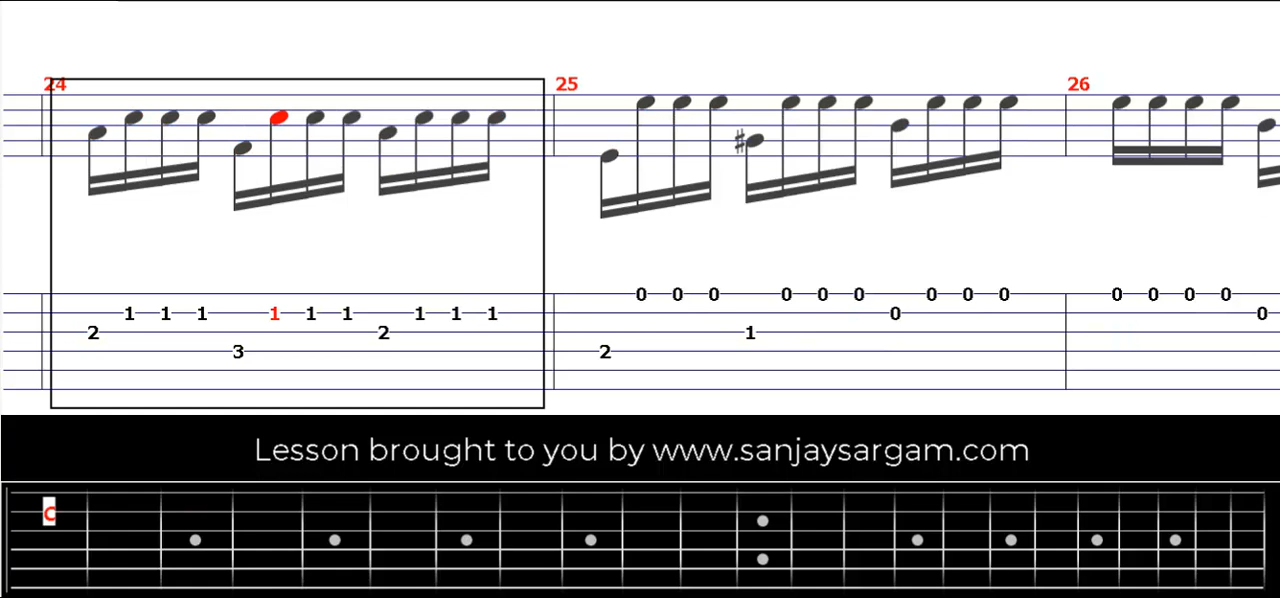 24 25 26
#
0 0 0 0 0 0 0 0 0 0 0 0 0
1 1 1 1 1 1 1 1 1 0 0
2 2 1
3 2
Lesson brought to you by www.sanjaysargam.com
C